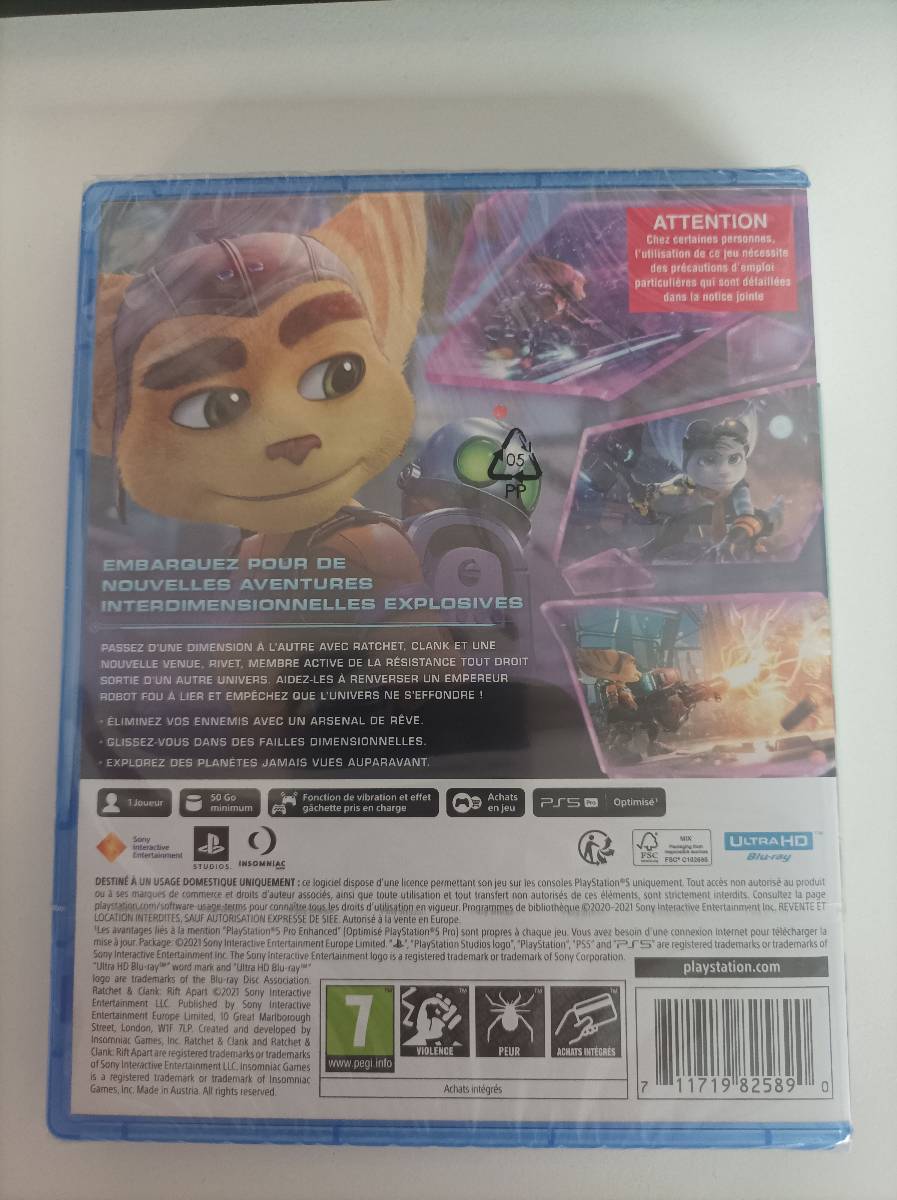 ATTENTION
Chez certaines personnes,
l'utilisation de ce jeu nécessite
des précautions d'emploi
particulières qui sont détaillées
dans la notice jointe
05
PP
EMBARQUEZ POUR DE
NOUVELLES AVENTURES
INTERDIMENSIONNELLES EXPLOSIVES
PASSEZ D'UNE DIMENSION À L'AUTRE AVEC RATCHET, CLANK ET UNE
NOUVELLE VENUE, RIVET, MEMBRE ACTIVE DE LA RÉSISTANCE TOUT DROIT
SORTIE D'UN AUTRE UNIVERS. AIDEZ-LES À RENVERSER UN EMPEREUR
ROBOT FOU À LIER ET EMPÊCHEZ QUE L'UNIVERS NE S'EFFONDRE !
• ÉLIMINEZ VOS ENNEMIS AVEC UN ARSENAL DE RÊVE.
• GLISSEZ-VOUS DANS DES FAILLES DIMENSIONNELLES.
• EXPLOREZ DES PLANÈTES JAMAIS VUES AUPARAVANT.
1 Joueur
50 Go
minimum
Fonction de vibration et effet
gâchette pris en charge
Achats
en jeu
PS5 Pro Optimisé¹
Sony
Interactive
Entertainment
STUDIOS
INSOMNIAC
FSC
MIX
Packaging from
responsible sources
FSC® C102695
ULTRA HD
Blu-ray™
DESTINÉ À UN USAGE DOMESTIQUE UNIQUEMENT : ce logiciel dispose d'une licence permettant son jeu sur les consoles PlayStation®5 uniquement. Tout accès non autorisé au produit
ou à ses marques de commerce et droits d'auteur associés, ainsi que toute utilisation et tout transfert non autorisés de ces éléments, sont strictement interdits. Consultez la page
playstation.com/software-usage-terms pour connaître tous les droits d'utilisation en vigueur. Programmes de bibliothèque ©2020-2021 Sony Interactive Entertainment Inc. REVENTE ET
LOCATION INTERDITES, SAUF AUTORISATION EXPRESSE DE SIEE. Autorisé à la vente en Europe.
¹Les avantages liés à la mention "PlayStation®5 Pro Enhanced" (Optimisé PlayStation®5 Pro) sont propres à chaque jeu. Vous avez besoin d'une connexion Internet pour télécharger la
mise à jour. Package: ©2021 Sony Interactive Entertainment Europe Limited. "", "PlayStation Studios logo", "PlayStation", "PS5" and "PS5" are registered trademarks or trademarks of
Sony Interactive Entertainment Inc. The Sony Interactive Entertainment logo is a registered trademark or trademark of Sony Corporation.
"Ultra HD Blu-ray™" word mark and "Ultra HD Blu-ray™"
logo are trademarks of the Blu-ray Disc Association.
Ratchet & Clank: Rift Apart ©2021 Sony Interactive
Entertainment LLC. Published by Sony Interactive
Entertainment Europe Limited, 10 Great Marlborough
Street, London, W1F 7LP. Created and developed by
Insomniac Games, Inc. Ratchet & Clank and Ratchet &
Clank: Rift Apart are registered trademarks or trademarks
of Sony Interactive Entertainment LLC. Insomniac Games
is a registered trademark or trademark of Insomniac
Games, Inc. Made in Austria. All rights reserved.
playstation.com
7
www.pegi.info
VIOLENCE
PEUR
ACHATS INTÉGRÉS
Achats intégrés
7 11719 82589 0